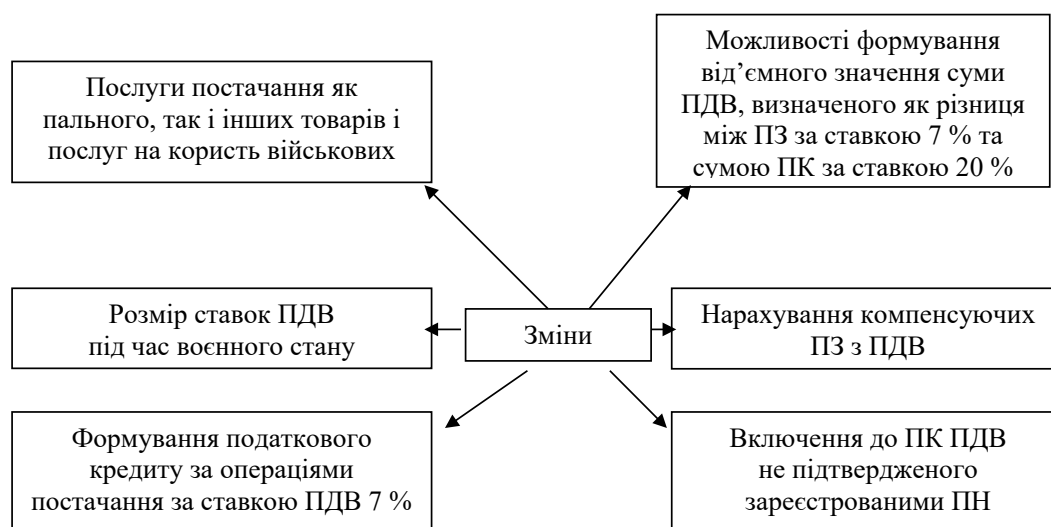 Послуги постачання як
пального, так і інших товарів і
послуг на користь військових
Можливості формування
від’ємного значення суми
ПДВ, визначеного як різниця
між ПЗ за ставкою 7 % та
сумою ПК за ставкою 20 %
Розмір ставок ПДВ
під час воєнного стану
Зміни
Нарахування компенсуючих
ПЗ з ПДВ
Формування податкового
кредиту за операціями
постачання за ставкою ПДВ 7 %
Включення до ПК ПДВ
не підтвердженого
зареєстрованими ПН